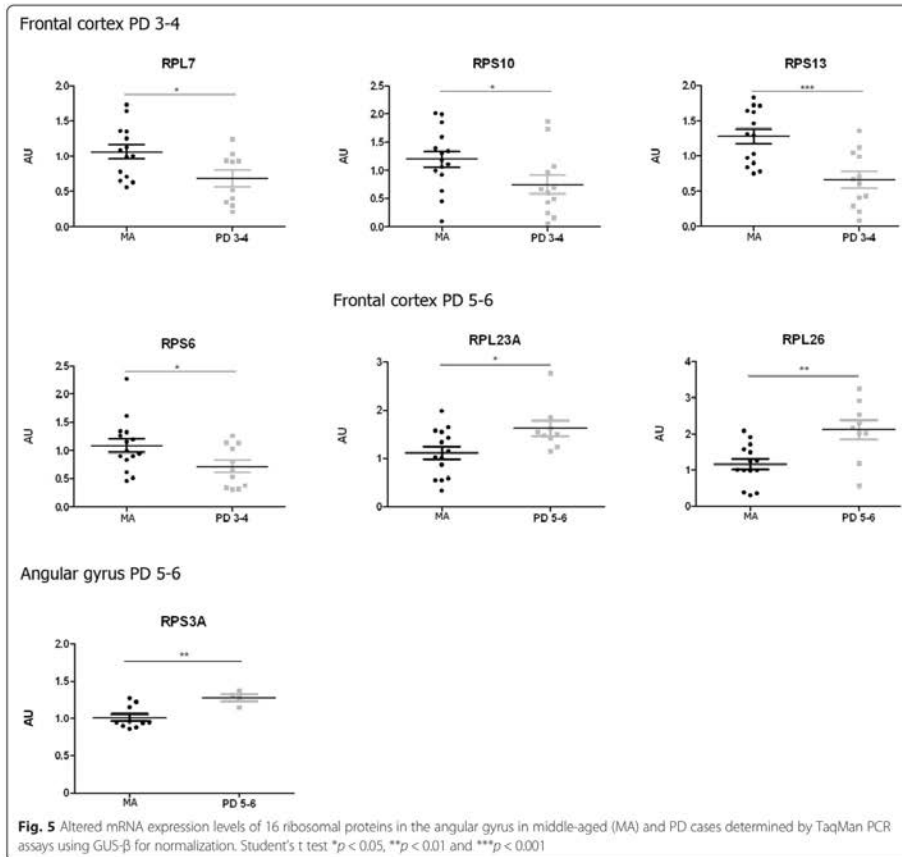 Frontal cortex PD 3-4
RPL7
*
2.0
1.5
1.0
0.5
0.0
AU
MA
PD 3-4
RPS10
*
2.5
2.0
1.5
1.0
0.5
0.0
AU
MA
PD 3-4
RPS13
***
2.0
1.5
1.0
0.5
0.0
AU
MA
PD 3-4
Frontal cortex PD 5-6
RPS6
*
2.5
2.0
1.5
1.0
0.5
0.0
AU
MA
PD 3-4
RPL23A
*
3
2
1
0
AU
MA
PD 5-6
RPL26
**
4
3
2
1
0
AU
MA
PD 5-6
Angular gyrus PD 5-6
RPS3A
**
2.0
1.5
1.0
0.5
0
AU
MA
PD 5-6
Fig. 5 Altered mRNA expression levels of 16 ribosomal proteins in the angular gyrus in middle-aged (MA) and PD cases determined by TaqMan PCR
assays using GUS-β for normalization. Student's t test *p < 0.05, **p < 0.01 and ***p < 0.001